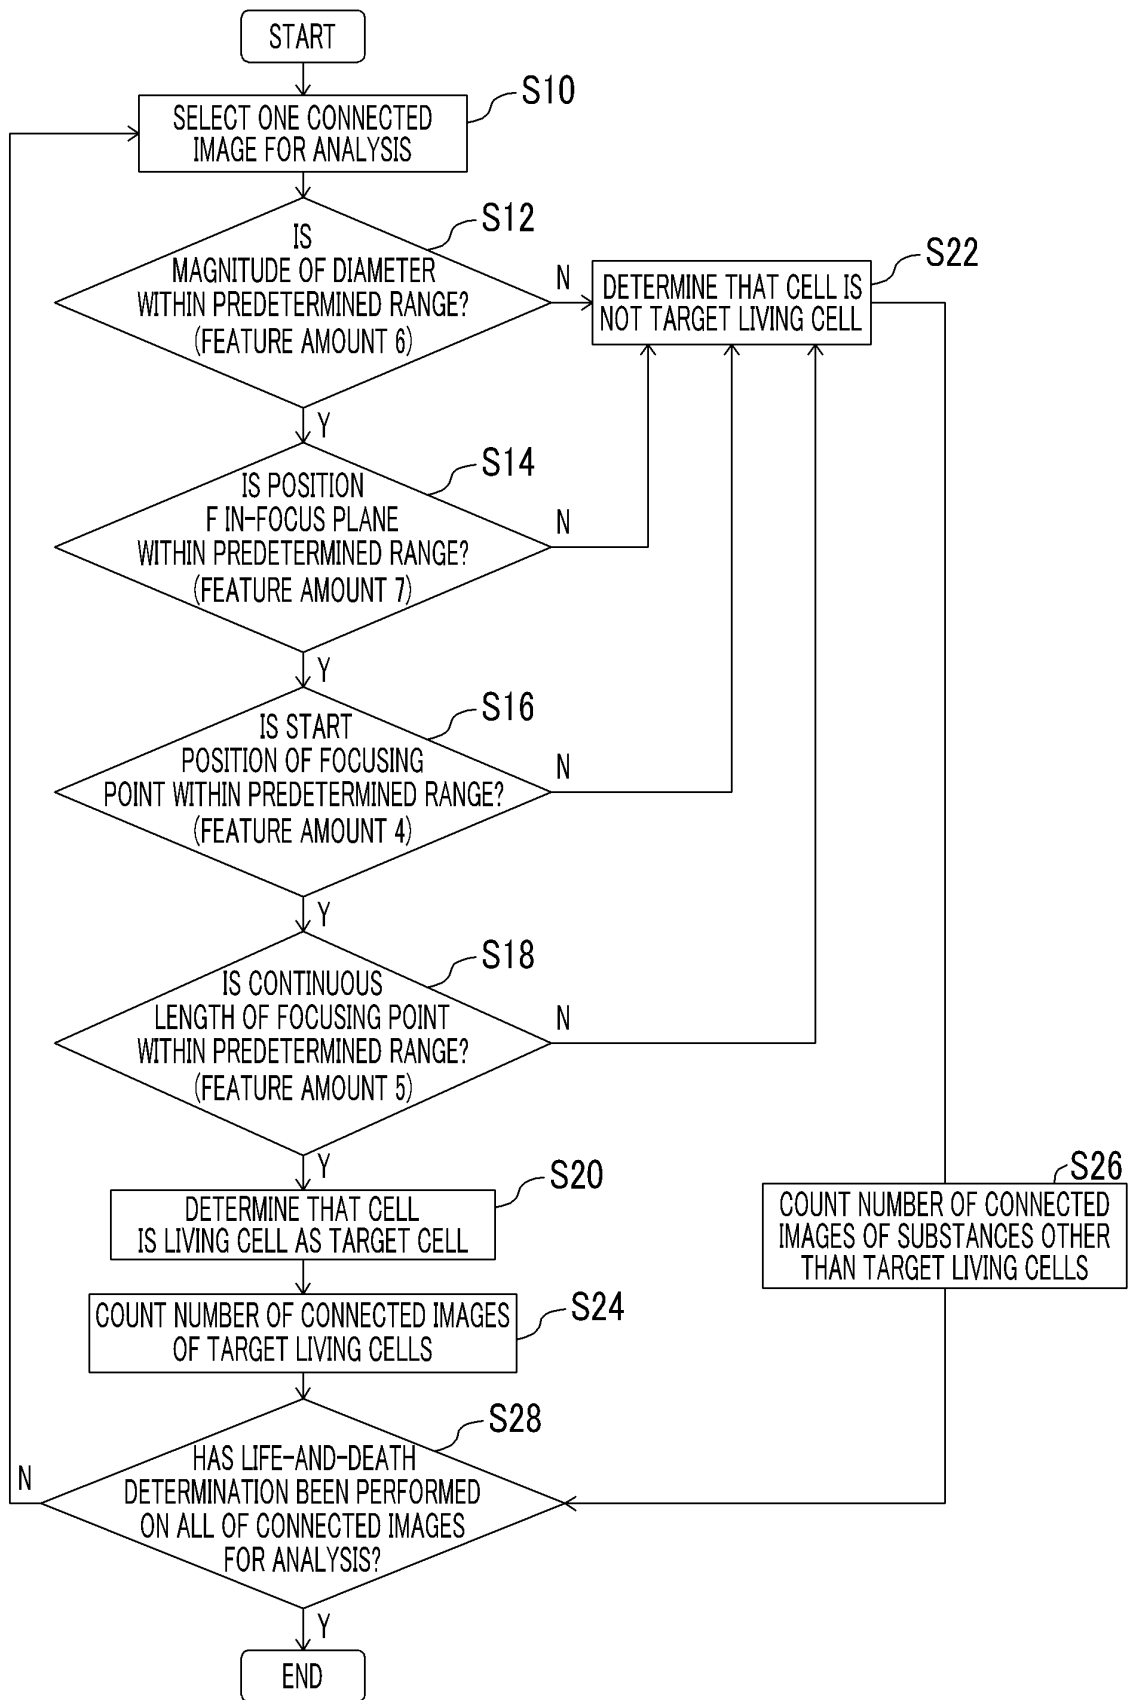 START
S10
SELECT ONE CONNECTED
IMAGE FOR ANALYSIS
S12
IS
MAGNITUDE OF DIAMETER
WITHIN PREDETERMINED RANGE?
(FEATURE AMOUNT 6)
N
S22
DETERMINE THAT CELL IS
NOT TARGET LIVING CELL
Y
S14
IS POSITION
F IN-FOCUS PLANE
WITHIN PREDETERMINED RANGE?
(FEATURE AMOUNT 7)
N
Y
S16
IS START
POSITION OF FOCUSING
POINT WITHIN PREDETERMINED RANGE?
(FEATURE AMOUNT 4)
N
Y
S18
IS CONTINUOUS
LENGTH OF FOCUSING POINT
WITHIN PREDETERMINED RANGE?
(FEATURE AMOUNT 5)
N
Y
S20
DETERMINE THAT CELL
IS LIVING CELL AS TARGET CELL
S26
COUNT NUMBER OF CONNECTED
IMAGES OF SUBSTANCES OTHER
THAN TARGET LIVING CELLS
S24
COUNT NUMBER OF CONNECTED IMAGES
OF TARGET LIVING CELLS
S28
HAS LIFE-AND-DEATH
DETERMINATION BEEN PERFORMED
ON ALL OF CONNECTED IMAGES
FOR ANALYSIS?
N
Y
END